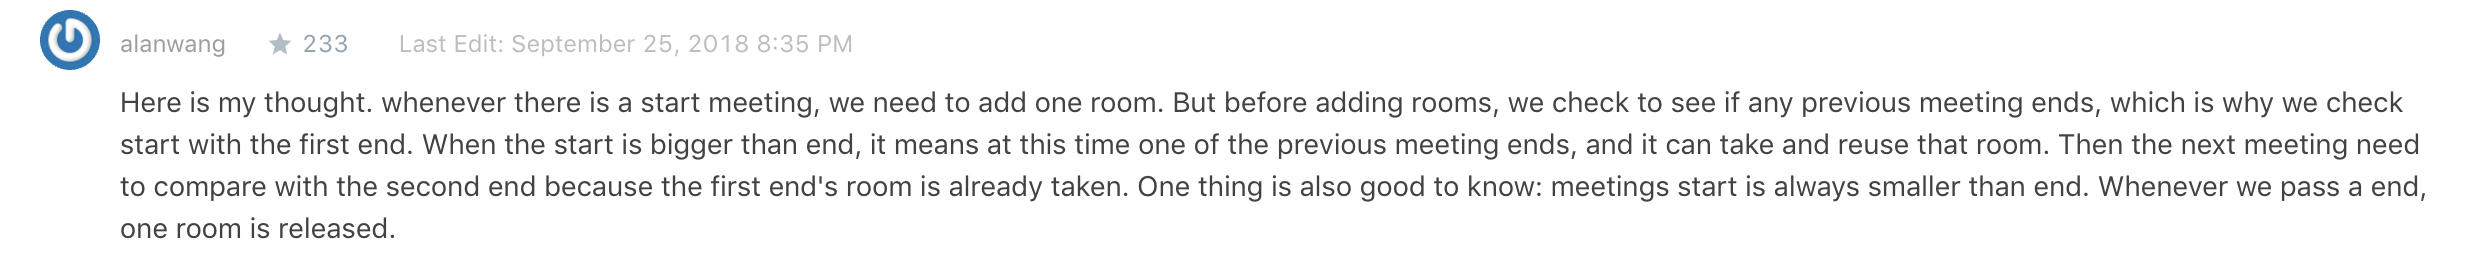 alanwang ★ 233 Last Edit: September 25, 2018 8:35 PM
Here is my thought. whenever there is a start meeting, we need to add one room. But before adding rooms, we check to see if any previous meeting ends, which is why we check
start with the first end. When the start is bigger than end, it means at this time one of the previous meeting ends, and it can take and reuse that room. Then the next meeting need
to compare with the second end because the first end's room is already taken. One thing is also good to know: meetings start is always smaller than end. Whenever we pass a end,
one room is released.